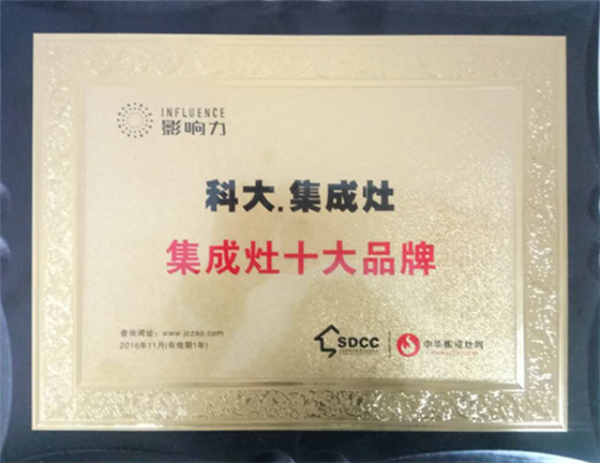 INFLUENCE
影响力
科大.集成灶
集成灶十大品牌
查询网址：www.jczao.com
2016年11月(有效期1年)
SDCC
中华集成灶网